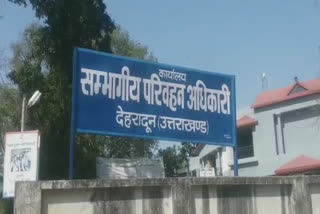 कार्यालय
सम्भागीय परिवहन अधिकारी
देहरादून (उत्तराखण्ड)